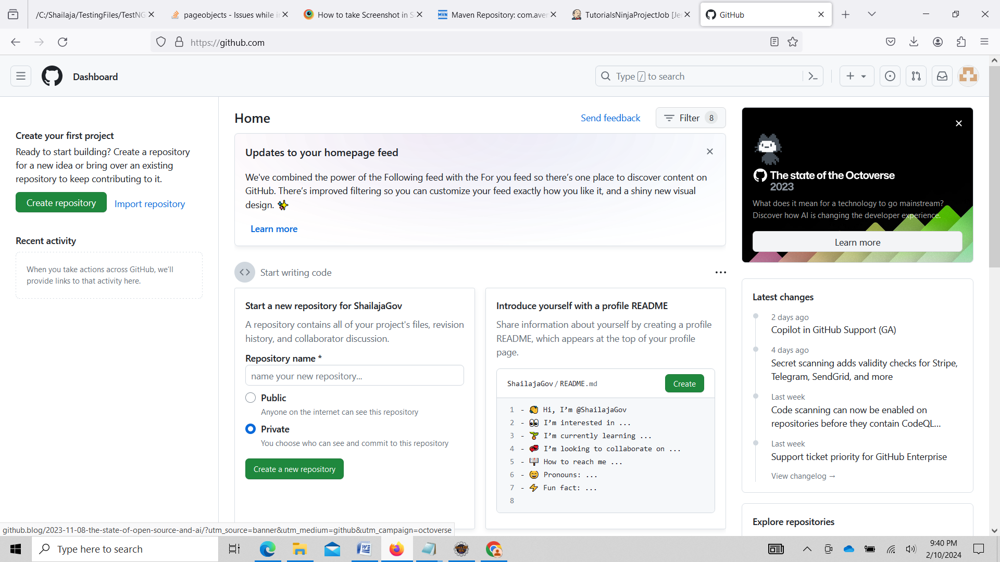 /C:/Shailaja/TestingFiles/TestNG
pageobjects - Issues while i
How to take Screenshot in S
Maven Repository: com.aver
TutorialsNinjaProjectJob [Je
GitHub
https://github.com
Dashboard
Type / to search
Create your first project
Ready to start building? Create a repository
for a new idea or bring over an existing
repository to keep contributing to it.
Create repository
Import repository
Recent activity
When you take actions across GitHub, we'll
provide links to that activity here.
Home
Send feedback
Filter 8
Updates to your homepage feed
We've combined the power of the Following feed with the For you feed so there's one place to discover content on
GitHub. There's improved filtering so you can customize your feed exactly how you like it, and a shiny new visual
design. ✨
Learn more
Start writing code
Start a new repository for ShailajaGov
A repository contains all of your project's files, revision
history, and collaborator discussion.
Repository name *
name your new repository...
Public
Anyone on the internet can see this repository
Private
You choose who can see and commit to this repository
Create a new repository
Introduce yourself with a profile README
Share information about yourself by creating a profile
README, which appears at the top of your profile
page.
ShailajaGov / README.md
Create
1 - 👋 Hi, I'm @ShailajaGov
2 - 👀 I'm interested in ...
3 - 🌱 I'm currently learning ...
4 - 💞️ I'm looking to collaborate on ...
5 - 📫 How to reach me ...
6 - 😄 Pronouns: ...
7 - ⚡ Fun fact: ...
8
The state of the Octoverse
2023
What does it mean for a technology to go mainstream?
Discover how AI is changing the developer experience.
Learn more
Latest changes
2 days ago
Copilot in GitHub Support (GA)
4 days ago
Secret scanning adds validity checks for Stripe,
Telegram, SendGrid, and more
Last week
Code scanning can now be enabled on
repositories before they contain CodeQL...
Last week
Support ticket priority for GitHub Enterprise
View changelog →
Explore repositories
github.blog/2023-11-08-the-state-of-open-source-and-ai/?utm_source=banner&utm_medium=github&utm_campaign=octoverse
Type here to search
9:40 PM
2/10/2024